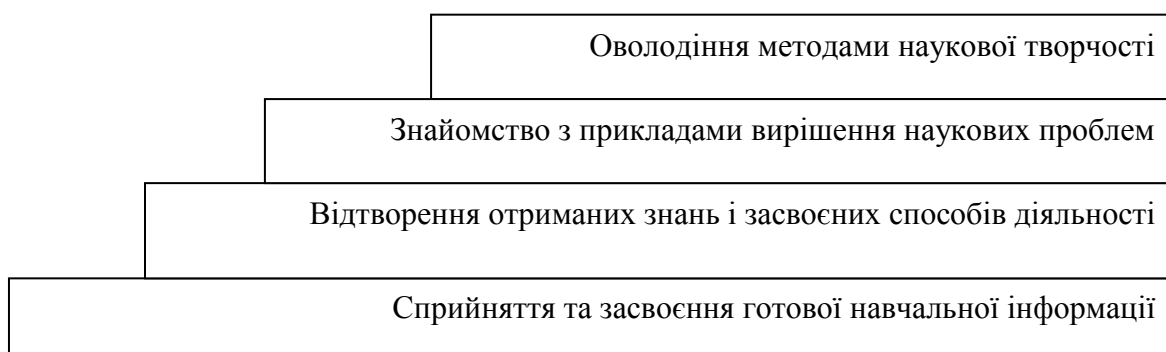 Оволодіння методами наукової творчості
Знайомство з прикладами вирішення наукових проблем
Відтворення отриманих знань і засвоєних способів діяльності
Сприйняття та засвоєння готової навчальної інформації